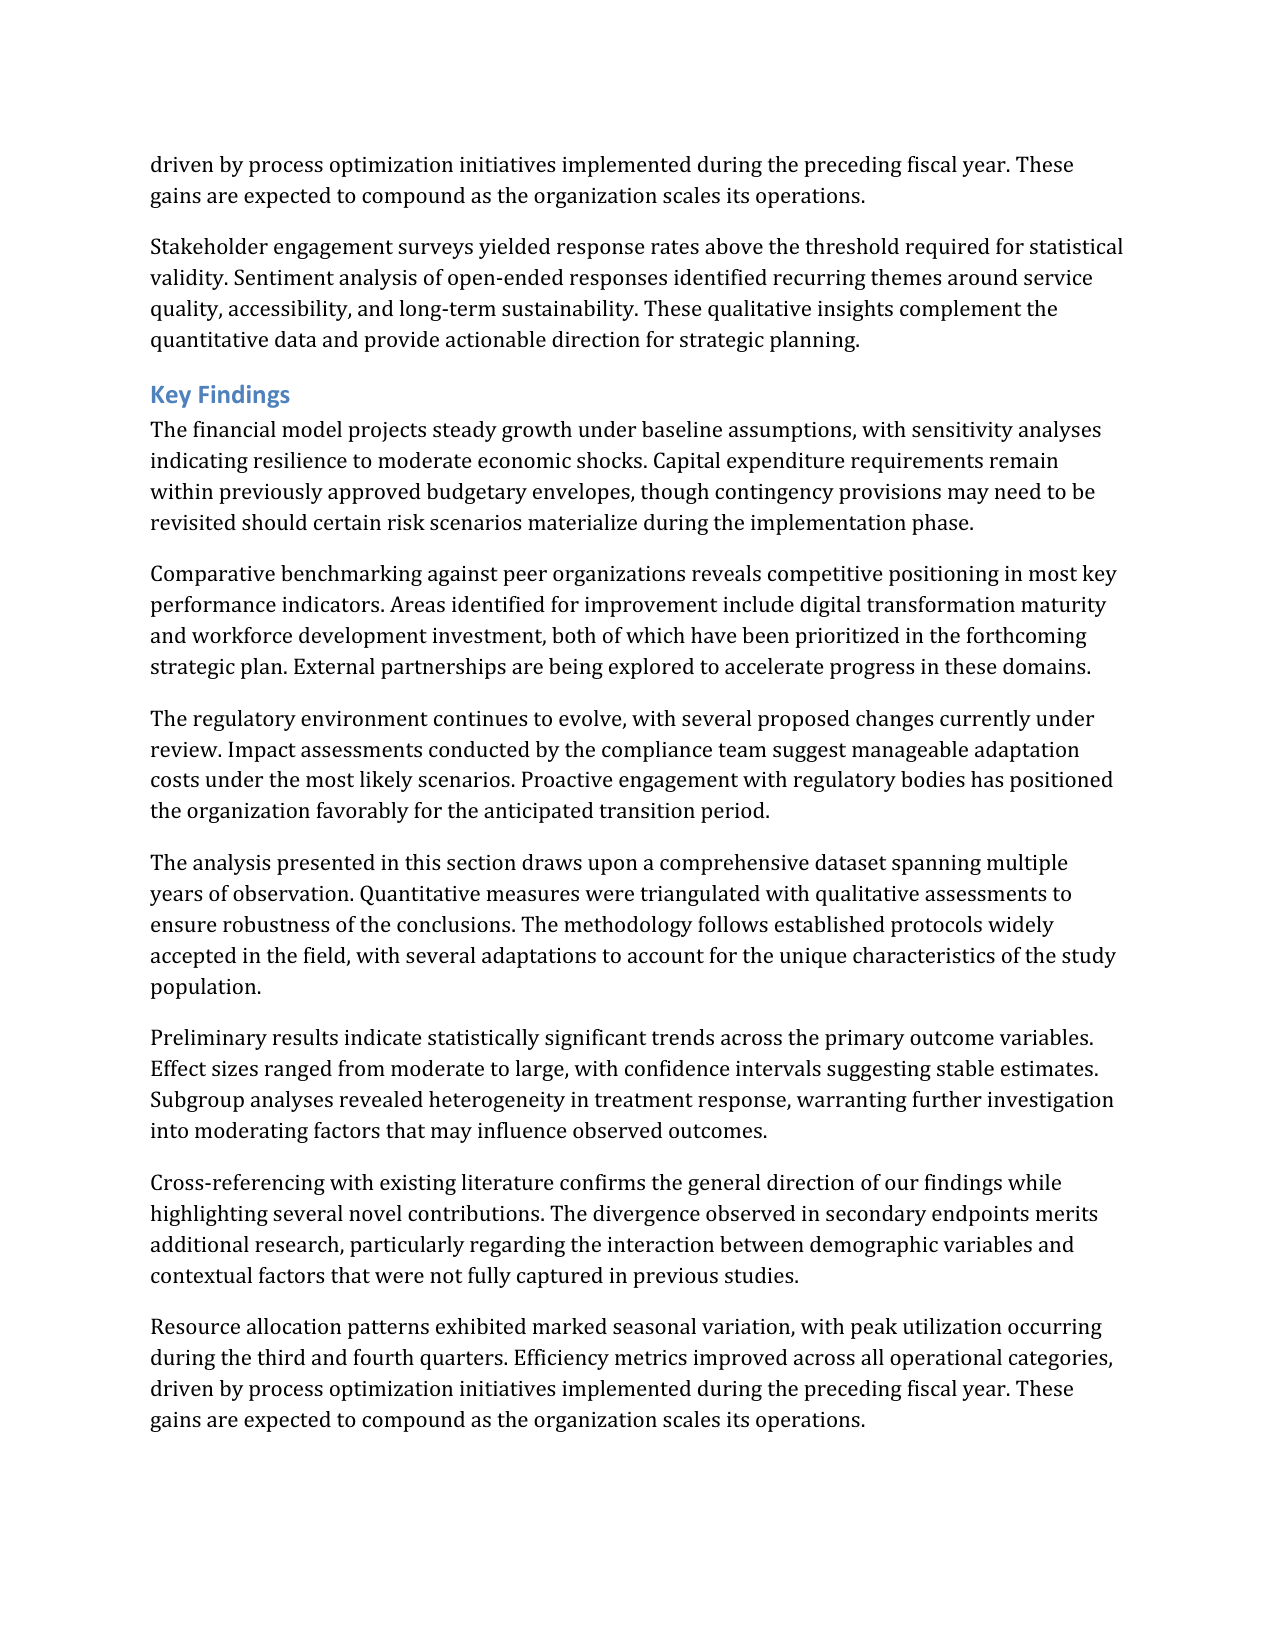 driven by process optimization initiatives implemented during the preceding fiscal year. These
gains are expected to compound as the organization scales its operations.
Stakeholder engagement surveys yielded response rates above the threshold required for statistical
validity. Sentiment analysis of open-ended responses identified recurring themes around service
quality, accessibility, and long-term sustainability. These qualitative insights complement the
quantitative data and provide actionable direction for strategic planning.
Key Findings
The financial model projects steady growth under baseline assumptions, with sensitivity analyses
indicating resilience to moderate economic shocks. Capital expenditure requirements remain
within previously approved budgetary envelopes, though contingency provisions may need to be
revisited should certain risk scenarios materialize during the implementation phase.
Comparative benchmarking against peer organizations reveals competitive positioning in most key
performance indicators. Areas identified for improvement include digital transformation maturity
and workforce development investment, both of which have been prioritized in the forthcoming
strategic plan. External partnerships are being explored to accelerate progress in these domains.
The regulatory environment continues to evolve, with several proposed changes currently under
review. Impact assessments conducted by the compliance team suggest manageable adaptation
costs under the most likely scenarios. Proactive engagement with regulatory bodies has positioned
the organization favorably for the anticipated transition period.
The analysis presented in this section draws upon a comprehensive dataset spanning multiple
years of observation. Quantitative measures were triangulated with qualitative assessments to
ensure robustness of the conclusions. The methodology follows established protocols widely
accepted in the field, with several adaptations to account for the unique characteristics of the study
population.
Preliminary results indicate statistically significant trends across the primary outcome variables.
Effect sizes ranged from moderate to large, with confidence intervals suggesting stable estimates.
Subgroup analyses revealed heterogeneity in treatment response, warranting further investigation
into moderating factors that may influence observed outcomes.
Cross-referencing with existing literature confirms the general direction of our findings while
highlighting several novel contributions. The divergence observed in secondary endpoints merits
additional research, particularly regarding the interaction between demographic variables and
contextual factors that were not fully captured in previous studies.
Resource allocation patterns exhibited marked seasonal variation, with peak utilization occurring
during the third and fourth quarters. Efficiency metrics improved across all operational categories,
driven by process optimization initiatives implemented during the preceding fiscal year. These
gains are expected to compound as the organization scales its operations.